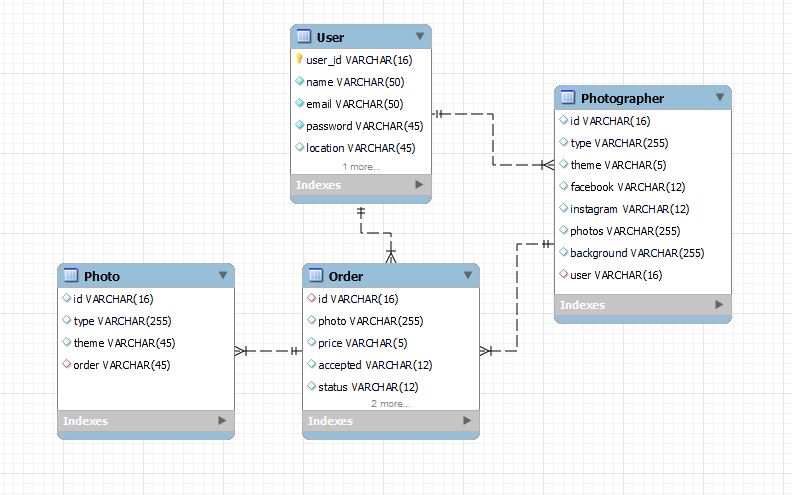 User
user_id VARCHAR(16)
name VARCHAR(50)
email VARCHAR(50)
password VARCHAR(45)
location VARCHAR(45)
1 more...
Indexes
Photographer
id VARCHAR(16)
type VARCHAR(255)
theme VARCHAR(5)
facebook VARCHAR(12)
instagram VARCHAR(12)
photos VARCHAR(255)
background VARCHAR(255)
user VARCHAR(16)
Indexes
Photo
id VARCHAR(16)
type VARCHAR(255)
theme VARCHAR(45)
order VARCHAR(45)
Indexes
Order
id VARCHAR(16)
photo VARCHAR(255)
price VARCHAR(5)
accepted VARCHAR(12)
status VARCHAR(12)
2 more...
Indexes